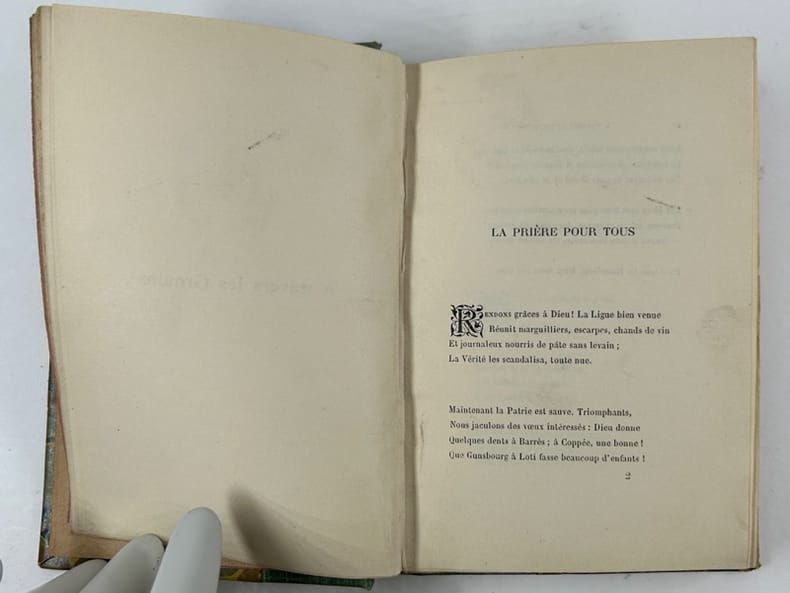 LA PRIÈRE POUR TOUS
RENDONS grâces à Dieu! La Ligue bien venue
Réunit marguilliers, escarpes, chands de vin
Et journaleux nourris de pâte sans levain ;
La Vérité les scandalisa, toute nue.
Maintenant la Patrie est sauve. Triomphants,
Nous jaculons des vœux intéressés : Dieu donne
Quelques dents à Barrès ; à Coppée, une bonne !
Que Gunsbourg à Loti fasse beaucoup d'enfants !
2